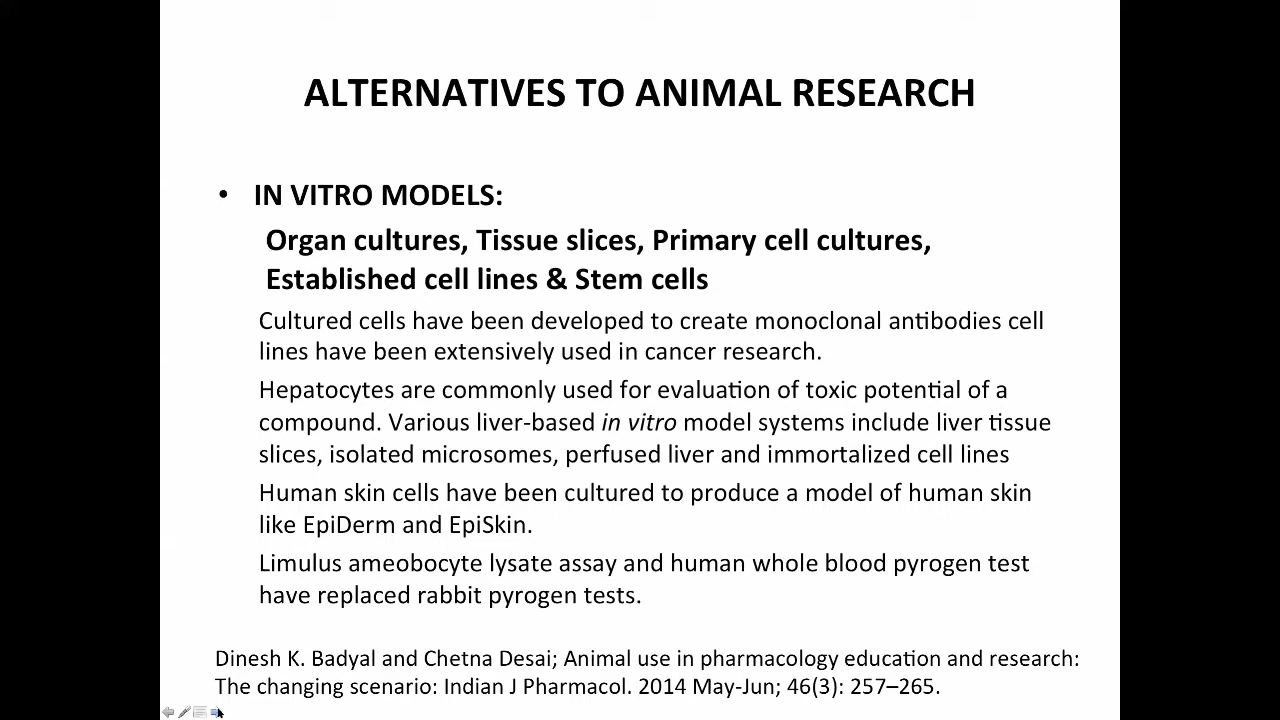 ALTERNATIVES TO ANIMAL RESEARCH
• IN VITRO MODELS:
Organ cultures, Tissue slices, Primary cell cultures,
Established cell lines & Stem cells
Cultured cells have been developed to create monoclonal antibodies cell
lines have been extensively used in cancer research.
Hepatocytes are commonly used for evaluation of toxic potential of a
compound. Various liver-based in vitro model systems include liver tissue
slices, isolated microsomes, perfused liver and immortalized cell lines
Human skin cells have been cultured to produce a model of human skin
like EpiDerm and EpiSkin.
Limulus ameobocyte lysate assay and human whole blood pyrogen test
have replaced rabbit pyrogen tests.
Dinesh K. Badyal and Chetna Desai; Animal use in pharmacology education and research:
The changing scenario: Indian J Pharmacol. 2014 May-Jun; 46(3): 257–265.